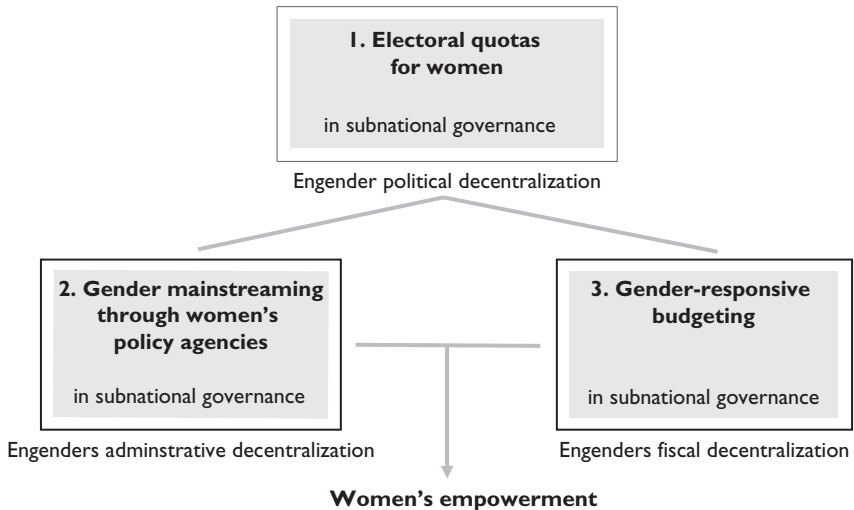 1. Electoral quotas
for women
in subnational governance
Engender political decentralization
2. Gender mainstreaming
through women’s
policy agencies
in subnational governance
Engenders adminstrative decentralization
3. Gender-responsive
budgeting
in subnational governance
Engenders fiscal decentralization
Women’s empowerment